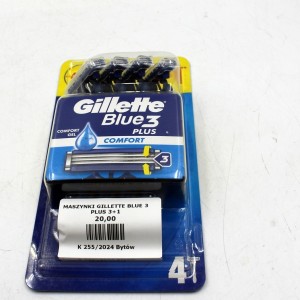 Gillette
Blue3
PLUS
COMFORT
GEL
COMFORT
3
MASZYNKI GILLETTE BLUE 3
PLUS 3+1
20,00
K 255/2024 Bytów
4